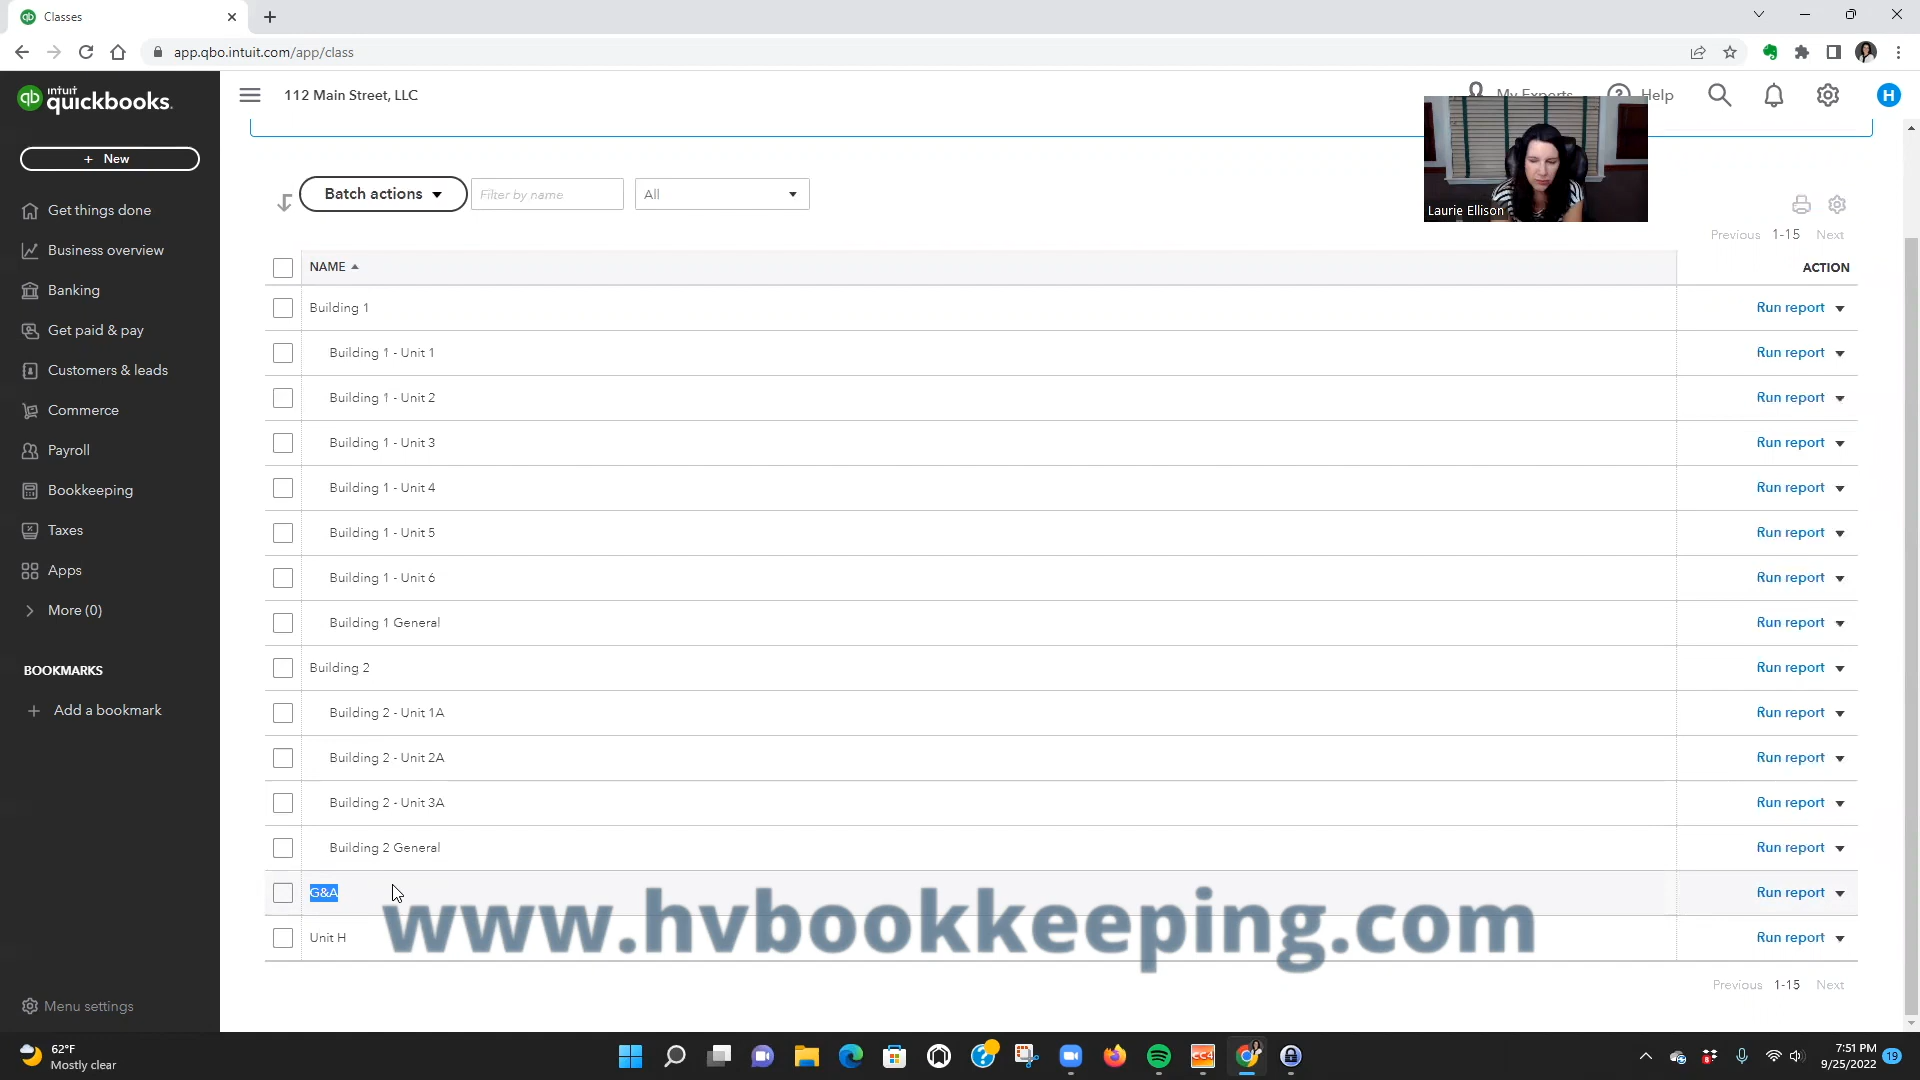 Classes
app.qbo.intuit.com/app/class
intuit
quickbooks.
112 Main Street, LLC
My Experts
Help
H
+ New
Get things done
Business overview
Banking
Get paid & pay
Customers & leads
Commerce
Payroll
Bookkeeping
Taxes
Apps
More (0)
BOOKMARKS
Add a bookmark
Menu settings
Batch actions
Filter by name
All
Laurie Ellison
Previous 1-15 Next
NAME ACTION
Building 1 Run report
Building 1 - Unit 1 Run report
Building 1 - Unit 2 Run report
Building 1 - Unit 3 Run report
Building 1 - Unit 4 Run report
Building 1 - Unit 5 Run report
Building 1 - Unit 6 Run report
Building 1 General Run report
Building 2 Run report
Building 2 - Unit 1A Run report
Building 2 - Unit 2A Run report
Building 2 - Unit 3A Run report
Building 2 General Run report
G&A Run report
Unit H Run report
www.hvbookkeeping.com
Previous 1-15 Next
62°F
Mostly clear
CC4
7:51 PM
9/25/2022
19